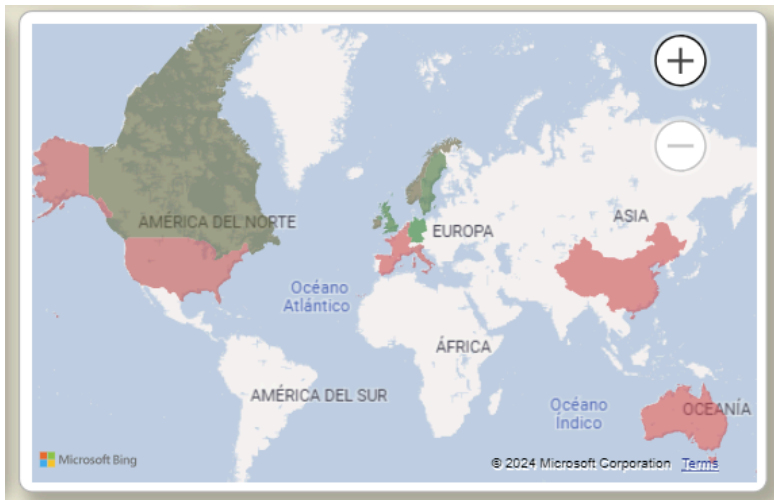 AMÉRICA DEL NORTE
EUROPA
ASIA
Océano
Atlántico
ÁFRICA
AMÉRICA DEL SUR
Océano
Índico
OCEANÍA
Microsoft Bing
© 2024 Microsoft Corporation Terms